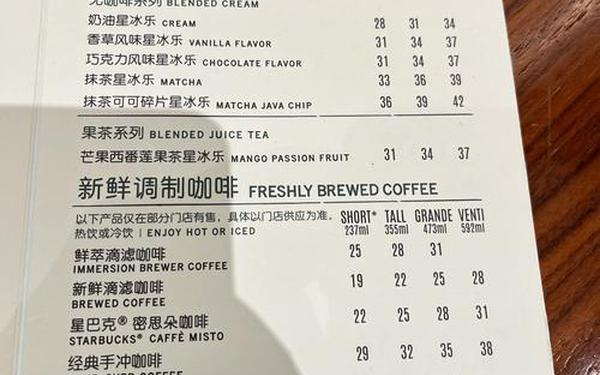 无咖啡系列 BLENDED CREAM
奶油星冰乐 CREAM 28 31 34
香草风味星冰乐 VANILLA FLAVOR 31 34 37
巧克力风味星冰乐 CHOCOLATE FLAVOR 31 34 37
抹茶星冰乐 MATCHA 33 36 39
抹茶可可碎片星冰乐 MATCHA JAVA CHIP 36 39 42
果茶系列 BLENDED JUICE TEA
芒果西番莲果茶星冰乐 MANGO PASSION FRUIT 31 34 37
新鲜调制咖啡 FRESHLY BREWED COFFEE
以下产品仅在部分门店有售，具体以门店供应为准。 SHORT* TALL GRANDE VENTI
热饮或冷饮 | ENJOY HOT OR ICED 237ml 355ml 473ml 592ml
鲜萃滴滤咖啡 25 28 31
IMMERSION BREWER COFFEE
新鲜滴滤咖啡 19 22 25 28
BREWED COFFEE
星巴克® 密思朵咖啡 22 25 28 31
STARBUCKS® CAFFÈ MISTO
经典手冲咖啡 29 32 35 38
COFFEE